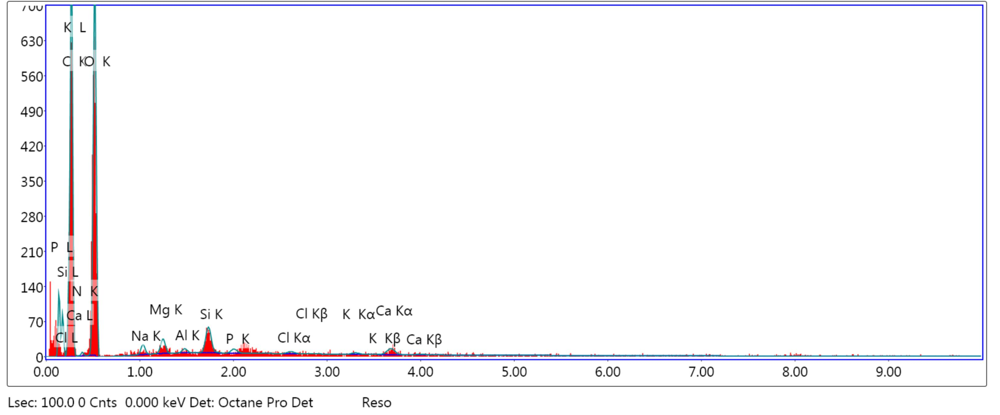 700
K L
630
C K O K
560
490
420
350
280
P L
210
Si L
N K
140
Mg K
Si K
Cl Kβ
K Kα
Ca Kα
Ca L
70
Na K
Al K
P K
Cl Kα
K Kβ
Ca Kβ
Cl L
0
0.00 1.00 2.00 3.00 4.00 5.00 6.00 7.00 8.00 9.00
Lsec: 100.0 0 Cnts 0.000 keV Det: Octane Pro Det Reso